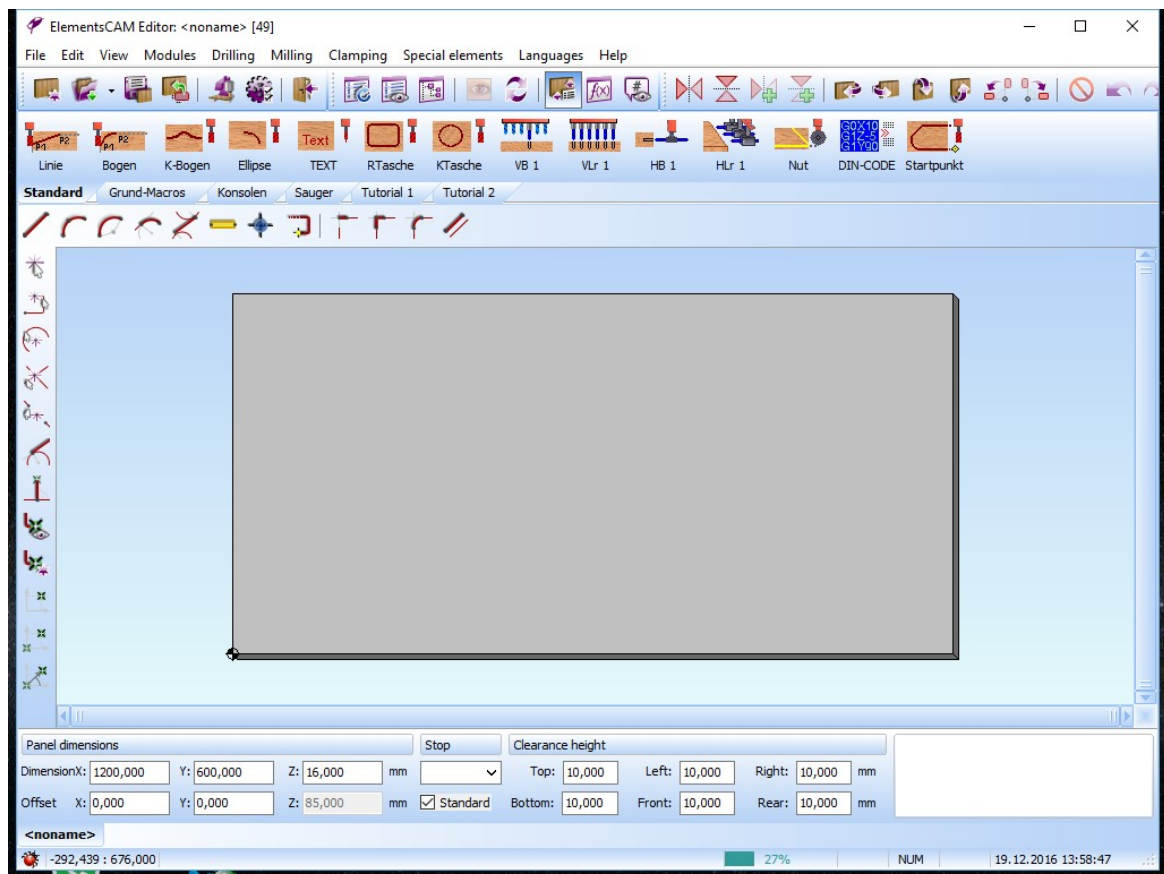 ElementsCAM Editor: <noname> [49]
File Edit View Modules Drilling Milling Clamping Special elements Languages Help
f(x) #
P1 P2 P1 P2 Text G0X10
G1Z-5
G1Y90
Linie Bogen K-Bogen Ellipse TEXT RTasche KTasche VB 1 VLr 1 HB 1 HLr 1 Nut DIN-CODE Startpunkt
Standard Grund-Macros Konsolen Sauger Tutorial 1 Tutorial 2
Panel dimensions Stop Clearance height
DimensionX: 1200,000 Y: 600,000 Z: 16,000 mm Top: 10,000 Left: 10,000 Right: 10,000 mm
Offset X: 0,000 Y: 0,000 Z: 85,000 mm Standard Bottom: 10,000 Front: 10,000 Rear: 10,000 mm
<noname>
-292,439 : 676,000 27% NUM 19.12.2016 13:58:47